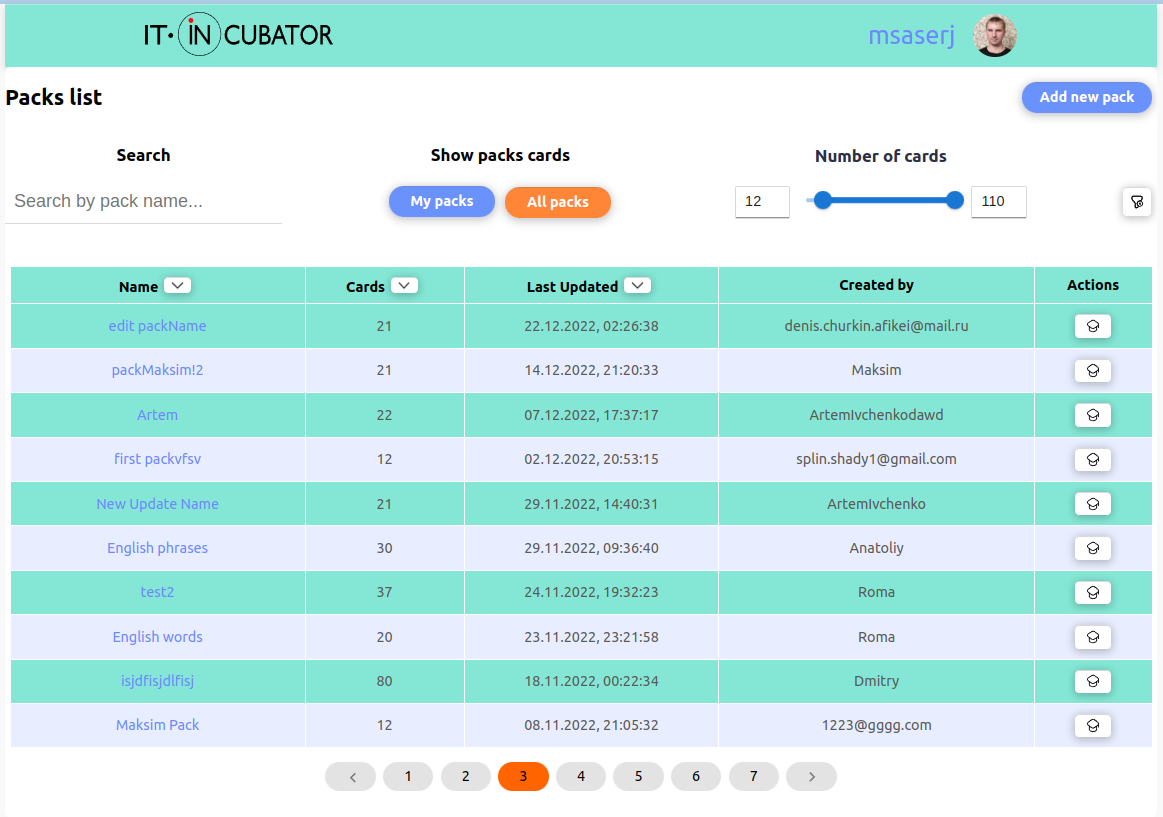 IT·INCUBATOR
msaserj
Packs list
Add new pack
Search
Show packs cards
Number of cards
Search by pack name...
My packs
All packs
12
110
Name Cards Last Updated Created by Actions
edit packName 21 22.12.2022, 02:26:38 denis.churkin.afikei@mail.ru
packMaksim!2 21 14.12.2022, 21:20:33 Maksim
Artem 22 07.12.2022, 17:37:17 ArtemIvchenkodawd
first packvfsv 12 02.12.2022, 20:53:15 splin.shady1@gmail.com
New Update Name 21 29.11.2022, 14:40:31 ArtemIvchenko
English phrases 30 29.11.2022, 09:36:40 Anatoliy
test2 37 24.11.2022, 19:32:23 Roma
English words 20 23.11.2022, 23:21:58 Roma
isjdfisjdlfisj 80 18.11.2022, 00:22:34 Dmitry
Maksim Pack 12 08.11.2022, 21:05:32 1223@gggg.com
1 2 3 4 5 6 7